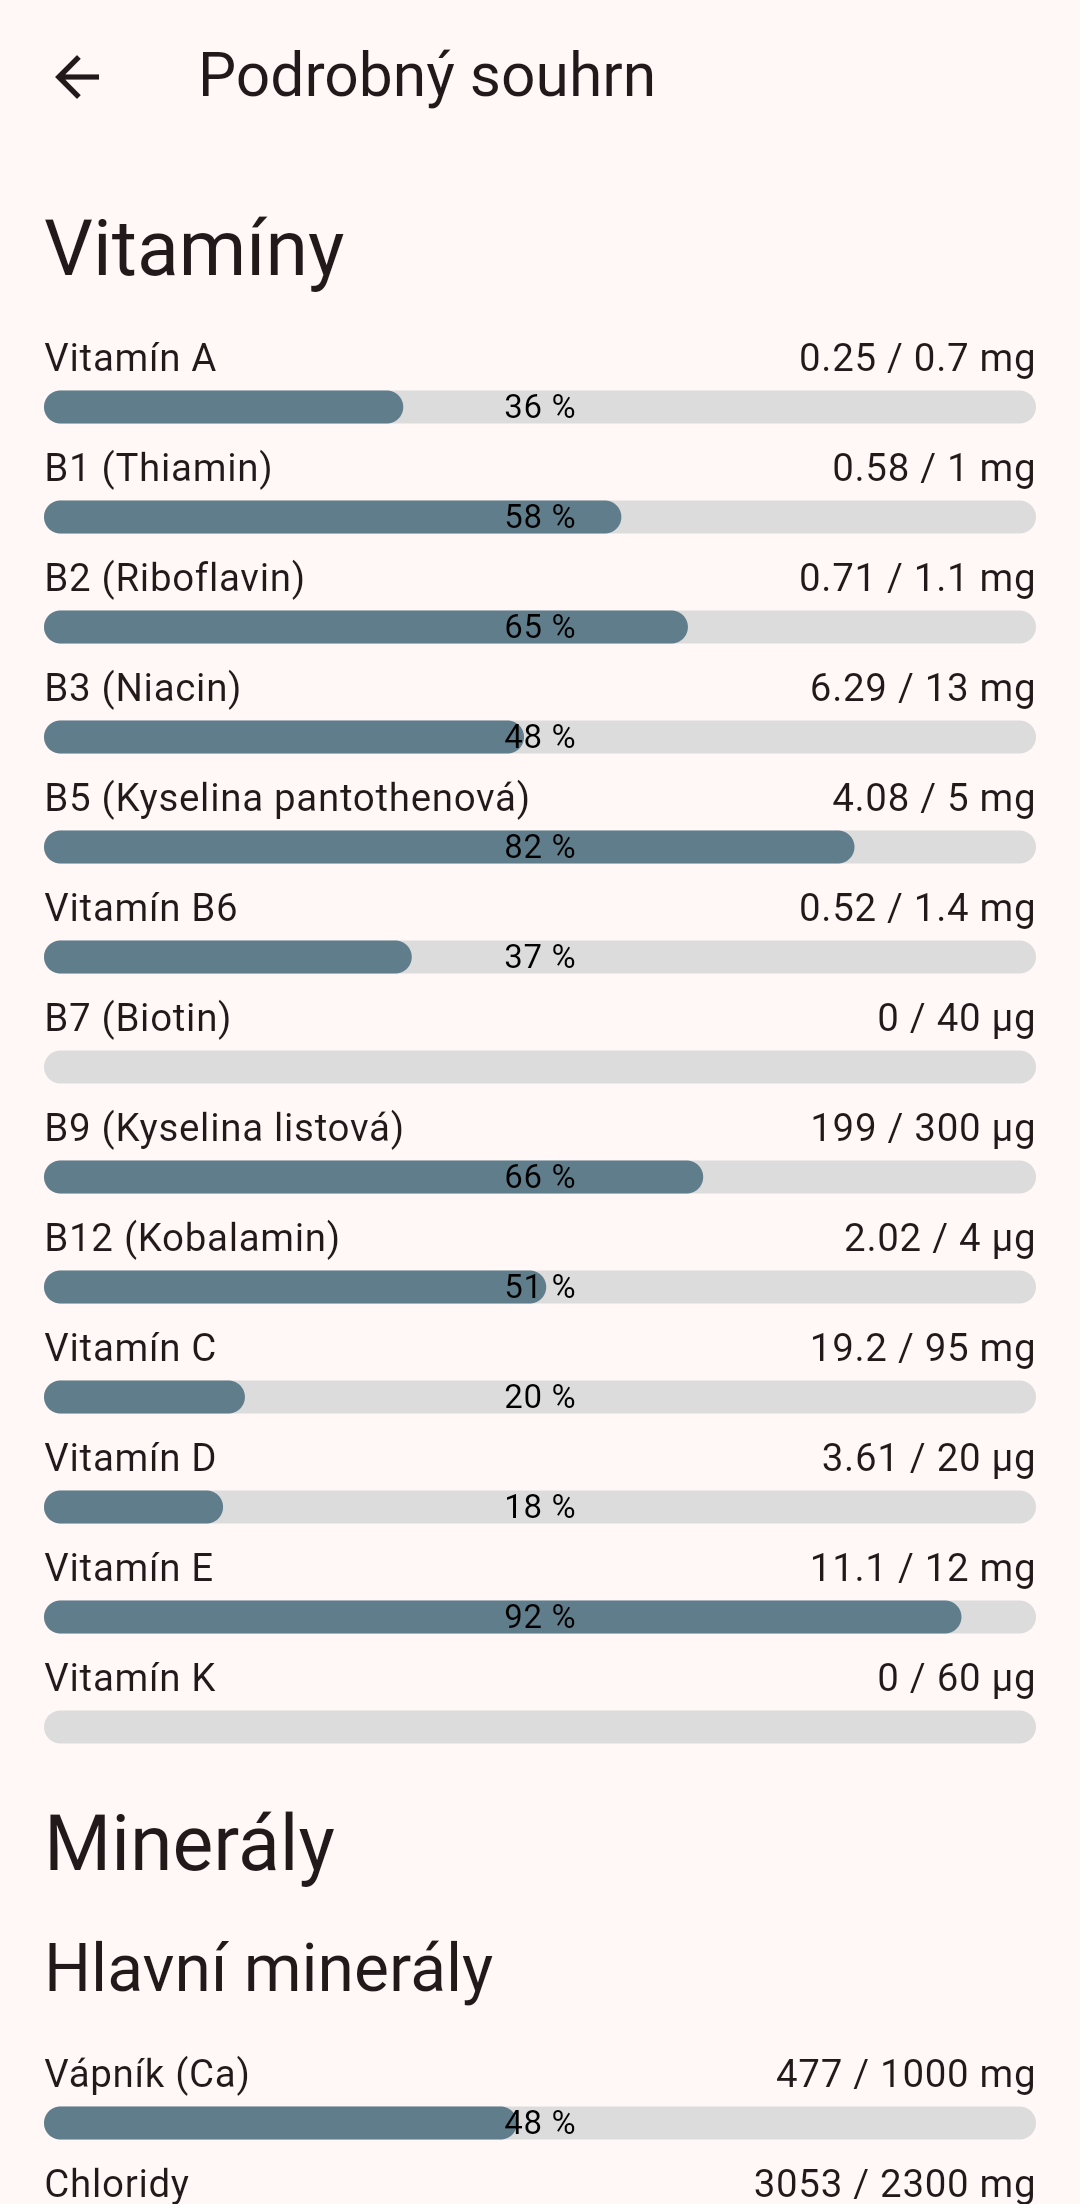 Podrobný souhrn
Vitamíny
Vitamín A 0.25 / 0.7 mg
36 %
B1 (Thiamin) 0.58 / 1 mg
58 %
B2 (Riboflavin) 0.71 / 1.1 mg
65 %
B3 (Niacin) 6.29 / 13 mg
48 %
B5 (Kyselina pantothenová) 4.08 / 5 mg
82 %
Vitamín B6 0.52 / 1.4 mg
37 %
B7 (Biotin) 0 / 40 µg
B9 (Kyselina listová) 199 / 300 µg
66 %
B12 (Kobalamin) 2.02 / 4 µg
51 %
Vitamín C 19.2 / 95 mg
20 %
Vitamín D 3.61 / 20 µg
18 %
Vitamín E 11.1 / 12 mg
92 %
Vitamín K 0 / 60 µg
Minerály
Hlavní minerály
Vápník (Ca) 477 / 1000 mg
48 %
Chloridy 3053 / 2300 mg